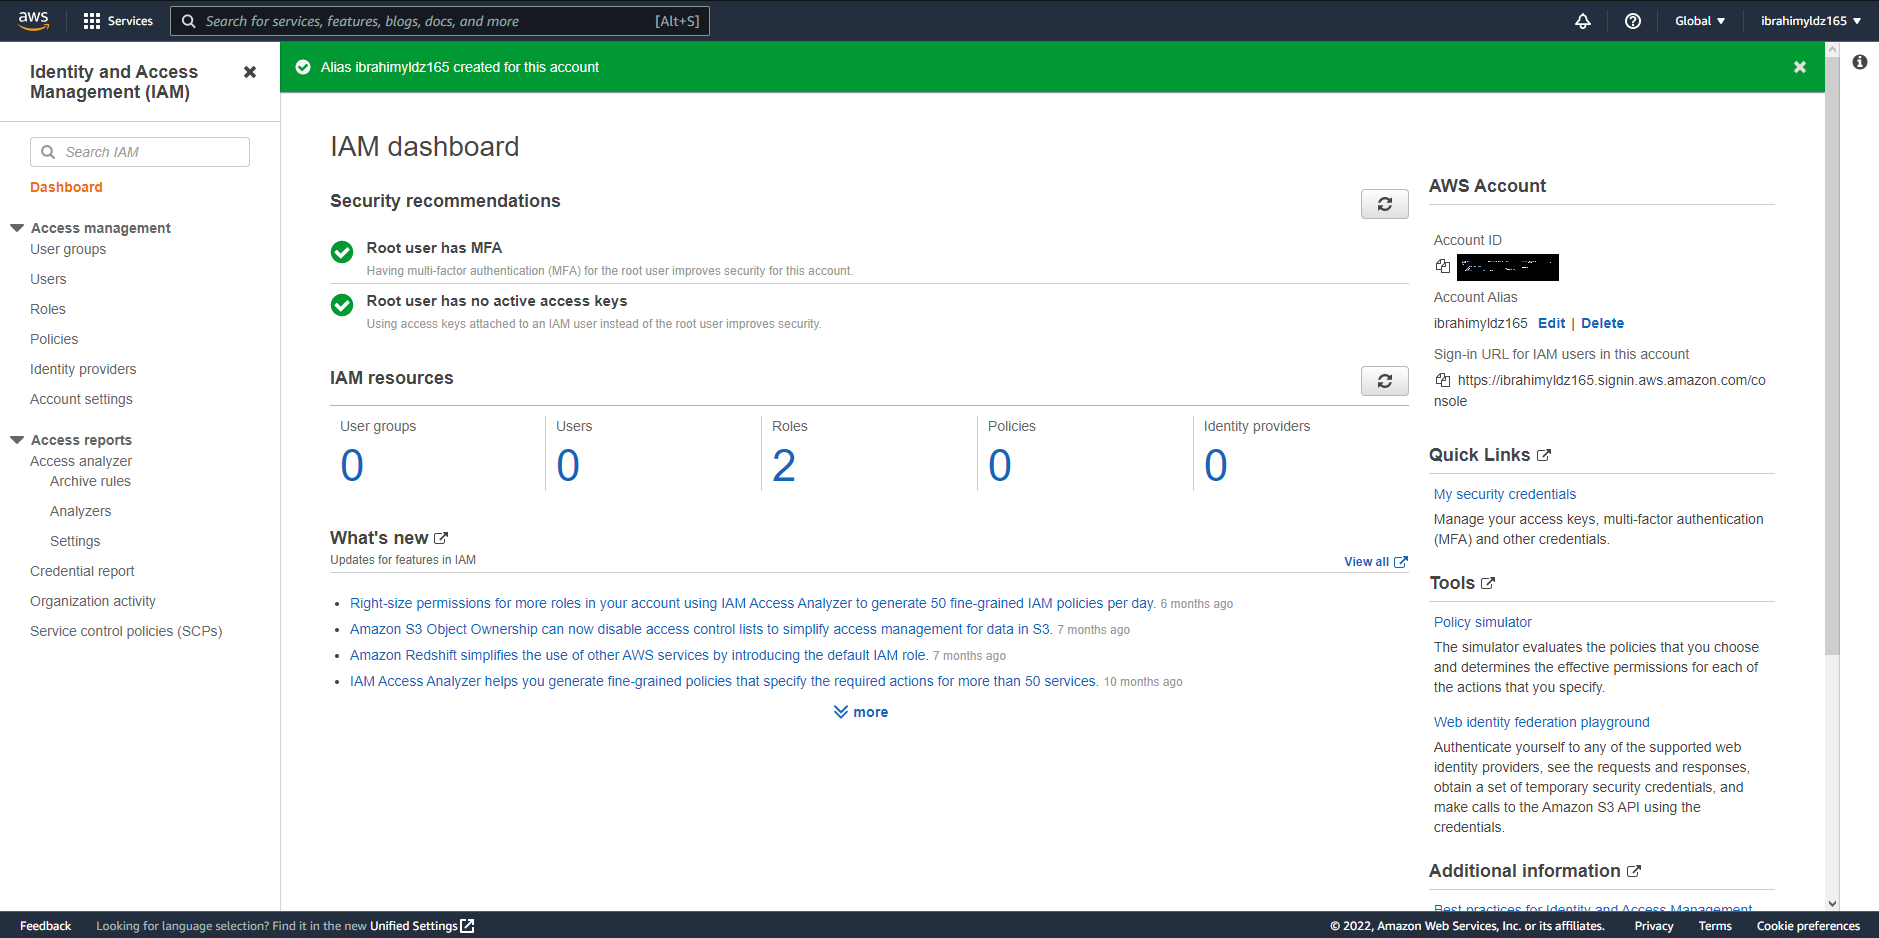 aws
Services
Search for services, features, blogs, docs, and more
[Alt+S]
Global
ibrahimyldz165
Identity and Access
Management (IAM)
Search IAM
Dashboard
Access management
User groups
Users
Roles
Policies
Identity providers
Account settings
Access reports
Access analyzer
Archive rules
Analyzers
Settings
Credential report
Organization activity
Service control policies (SCPs)
Alias ibrahimyldz165 created for this account
IAM dashboard
Security recommendations
Root user has MFA
Having multi-factor authentication (MFA) for the root user improves security for this account.
Root user has no active access keys
Using access keys attached to an IAM user instead of the root user improves security.
IAM resources
User groups
0
Users
0
Roles
2
Policies
0
Identity providers
0
What's new
Updates for features in IAM
View all
Right-size permissions for more roles in your account using IAM Access Analyzer to generate 50 fine-grained IAM policies per day. 6 months ago
Amazon S3 Object Ownership can now disable access control lists to simplify access management for data in S3. 7 months ago
Amazon Redshift simplifies the use of other AWS services by introducing the default IAM role. 7 months ago
IAM Access Analyzer helps you generate fine-grained policies that specify the required actions for more than 50 services. 10 months ago
more
AWS Account
Account ID
Account Alias
ibrahimyldz165 Edit | Delete
Sign-in URL for IAM users in this account
https://ibrahimyldz165.signin.aws.amazon.com/co
nsole
Quick Links
My security credentials
Manage your access keys, multi-factor authentication
(MFA) and other credentials.
Tools
Policy simulator
The simulator evaluates the policies that you choose
and determines the effective permissions for each of
the actions that you specify.
Web identity federation playground
Authenticate yourself to any of the supported web
identity providers, see the requests and responses,
obtain a set of temporary security credentials, and
make calls to the Amazon S3 API using the
credentials.
Additional information
Best practices for Identity and Access Management
Feedback
Looking for language selection? Find it in the new Unified Settings
© 2022, Amazon Web Services, Inc. or its affiliates.
Privacy
Terms
Cookie preferences